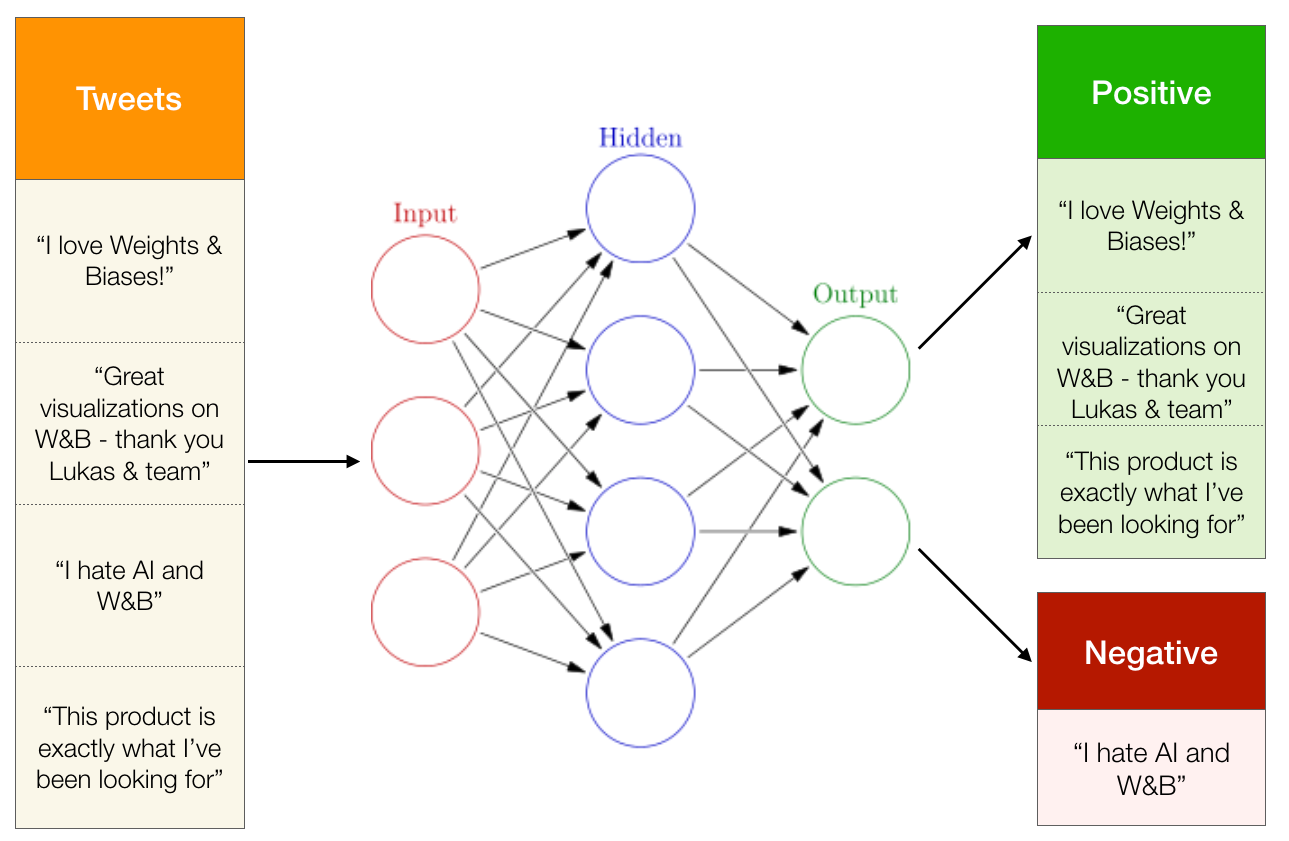 Tweets
“I love Weights &
Biases!”
“Great
visualizations on
W&B - thank you
Lukas & team”
“I hate AI and
W&B”
“This product is
exactly what I’ve
been looking for”
Input
Hidden
Output
Positive
“I love Weights &
Biases!”
“Great
visualizations on
W&B - thank you
Lukas & team”
“This product is
exactly what I’ve
been looking for”
Negative
“I hate AI and
W&B”